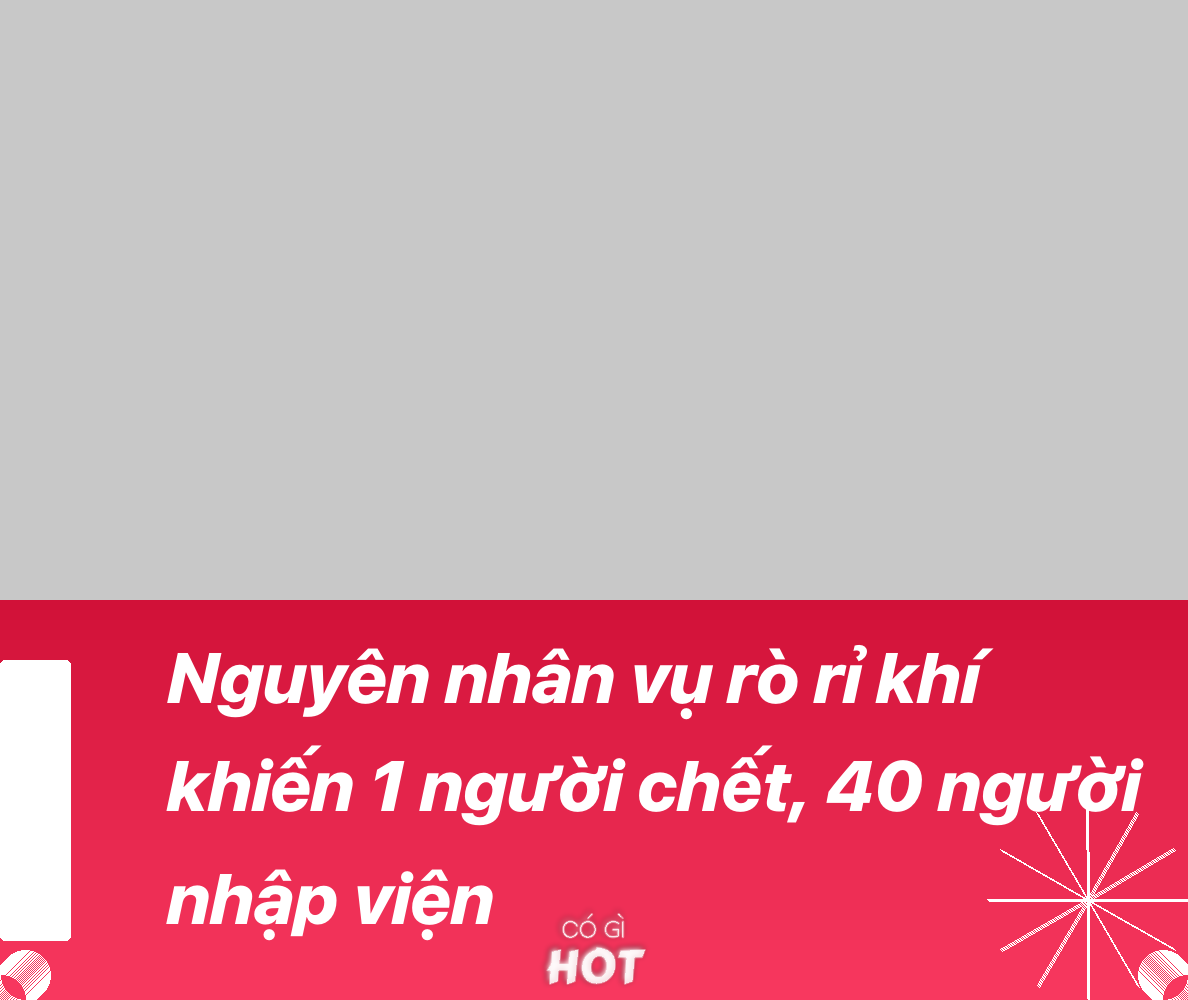 Nguyên nhân vụ rò rỉ khí
khiến 1 người chết, 40 người
nhập viện
CÓ GÌ
HOT